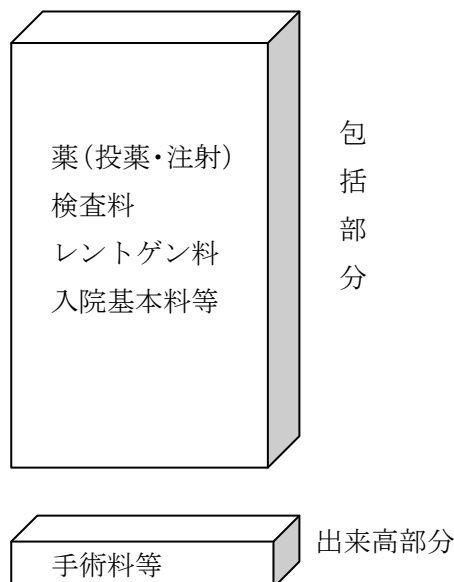 薬(投薬・注射)
検査料
レントゲン料
入院基本料等
包括部分
手術料等
出来高部分